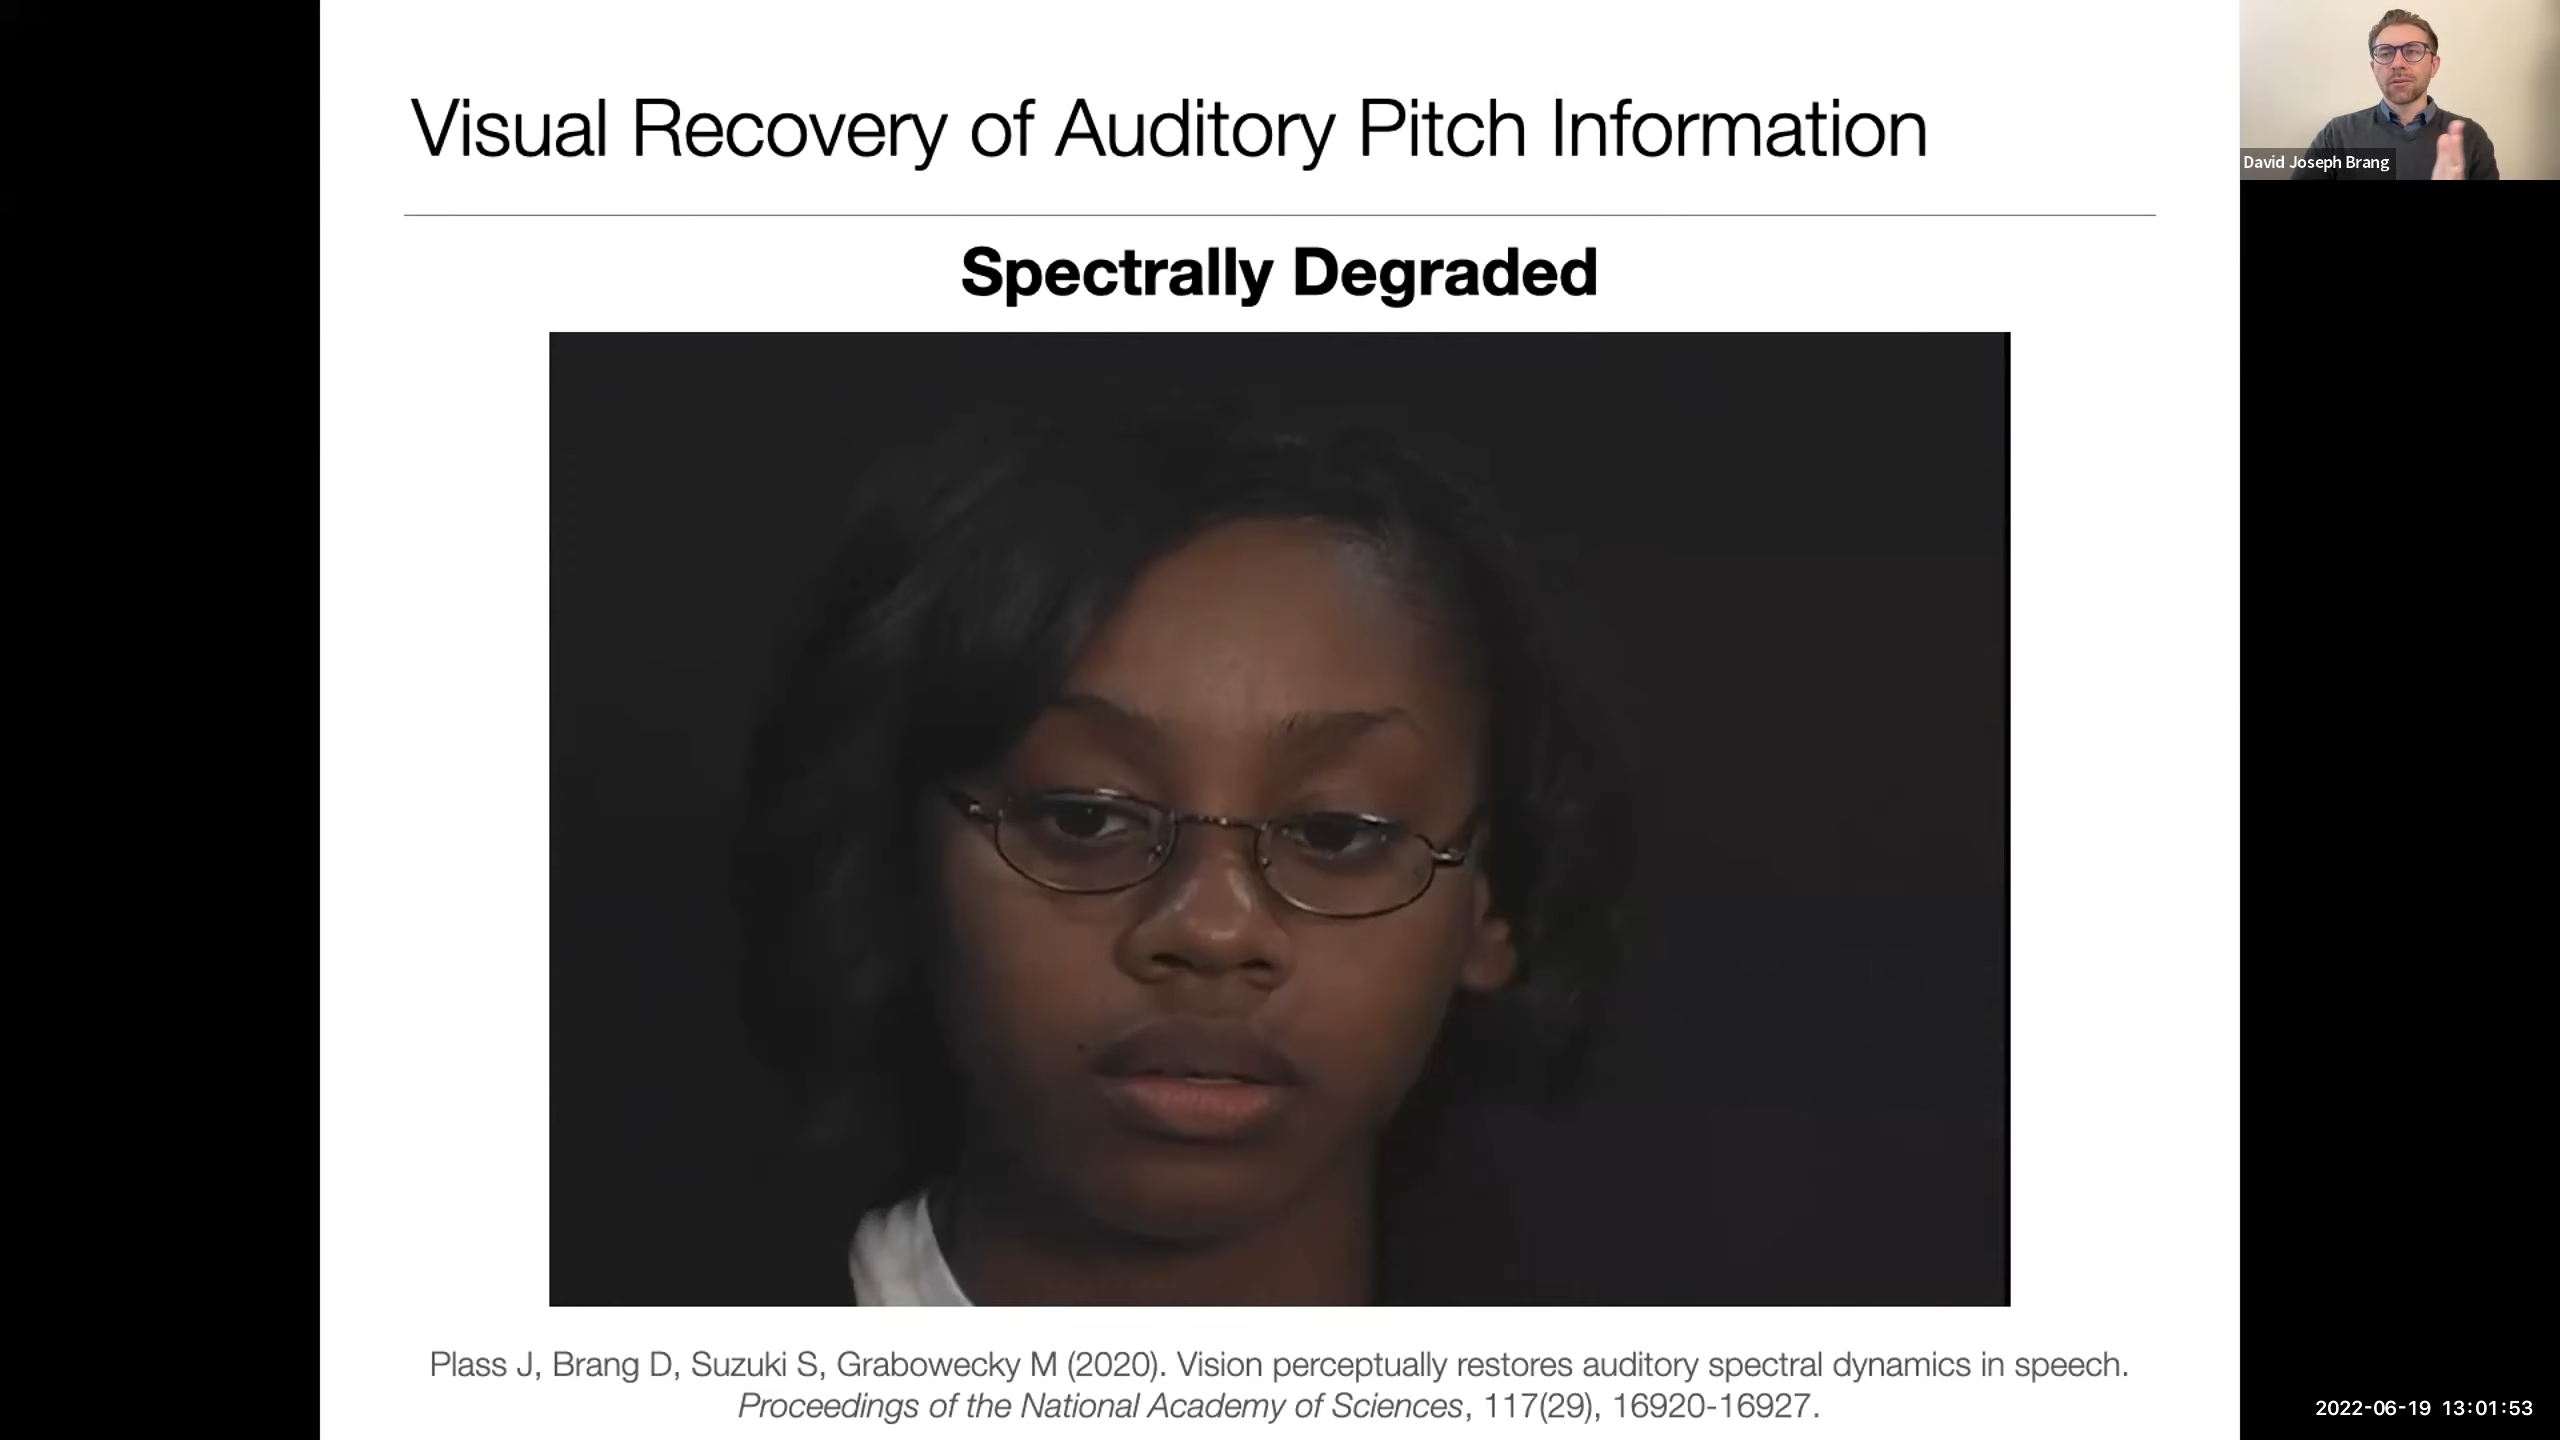 Visual Recovery of Auditory Pitch Information
David Joseph Brang
Spectrally Degraded
Plass J, Brang D, Suzuki S, Grabowecky M (2020). Vision perceptually restores auditory spectral dynamics in speech.
Proceedings of the National Academy of Sciences, 117(29), 16920-16927.
2022-06-19 13:01:53